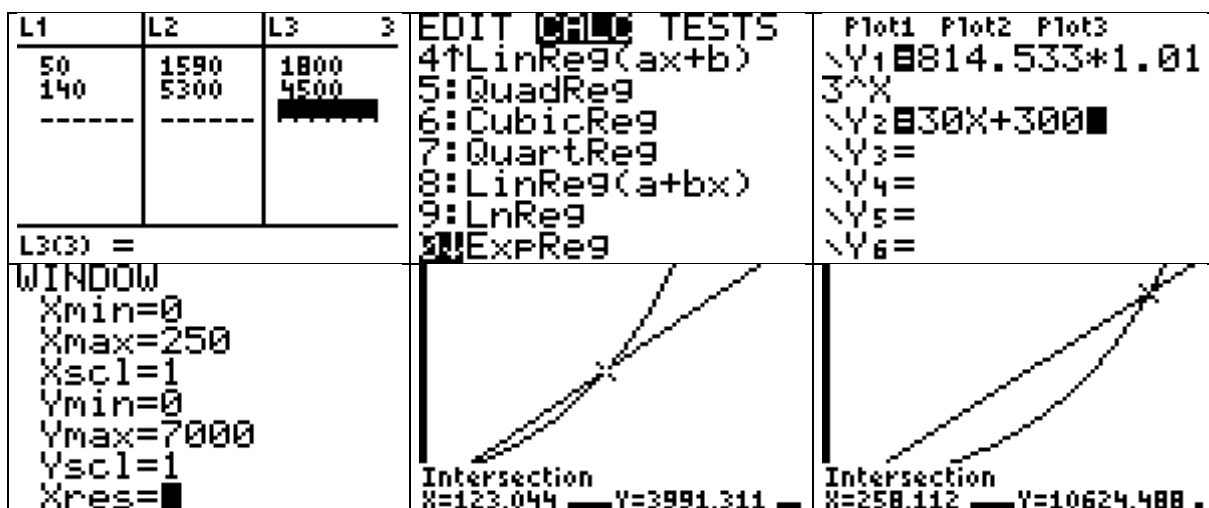 L1 L2 L3 3
50 1590 1800
140 5300 4500
------ ------
L3(3) =
EDIT CALC TESTS
4↑LinReg(ax+b)
5:QuadReg
6:CubicReg
7:QuartReg
8:LinReg(a+bx)
9:LnReg
0↓ExpReg
Plot1 Plot2 Plot3
\Y1=814.533*1.01
3^X
\Y2=30X+300
\Y3=
\Y4=
\Y5=
\Y6=
WINDOW
Xmin=0
Xmax=250
Xscl=1
Ymin=0
Ymax=7000
Yscl=1
Xres=
Intersection
X=123.044 Y=3991.311
Intersection
X=258.112 Y=10624.488